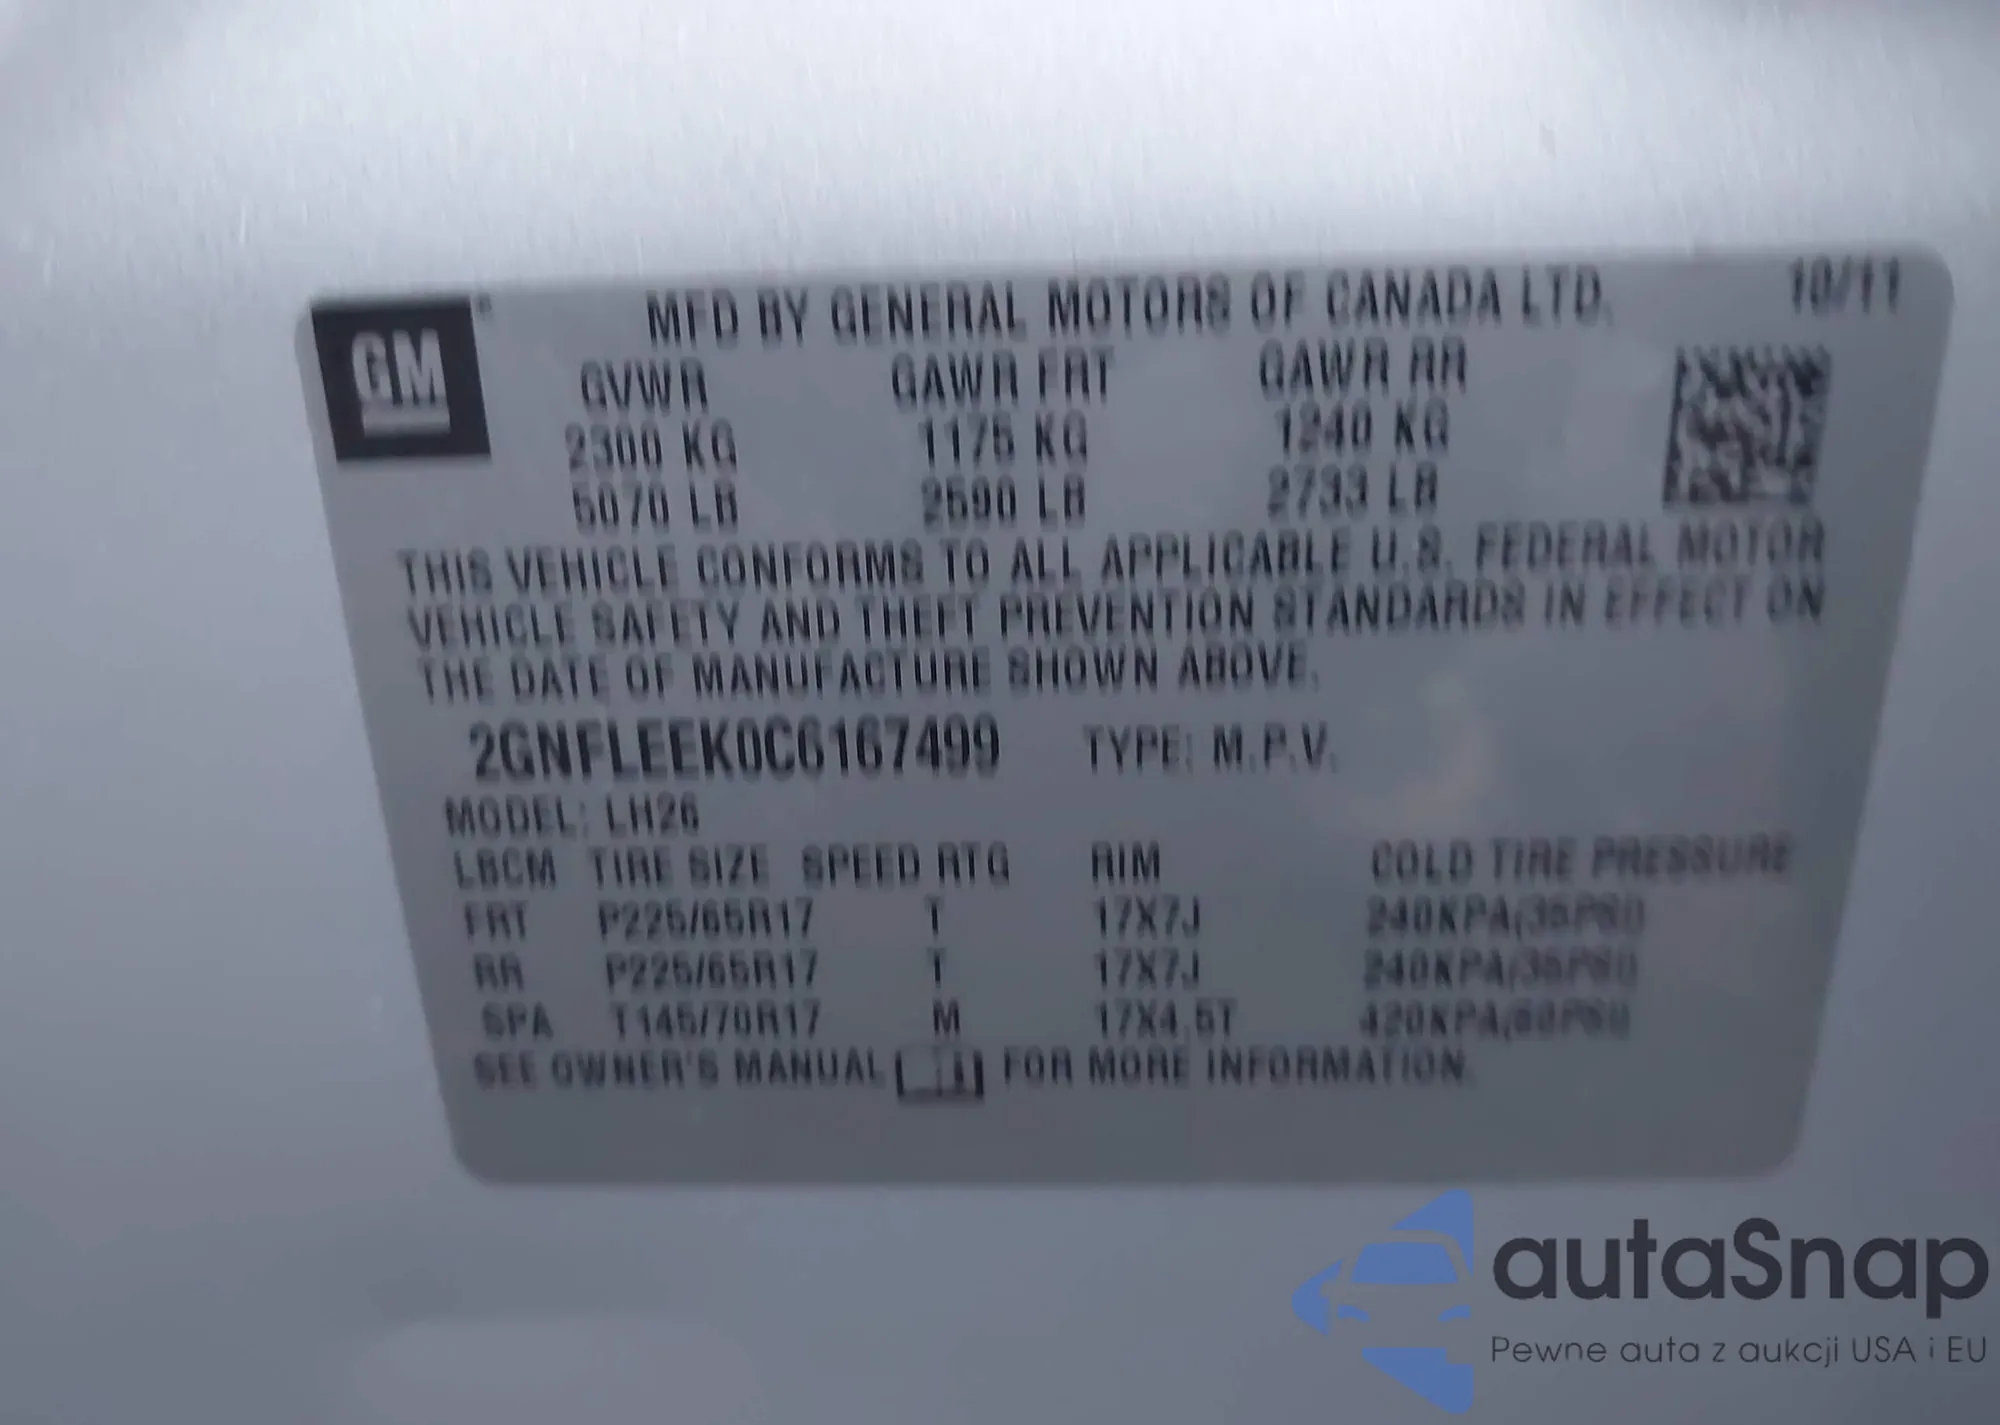 GM
MFD BY GENERAL MOTORS OF CANADA LTD. 10/11
GVWR GAWR FRT GAWR RR
2300 KG 1175 KG 1240 KG
5070 LB 2590 LB 2733 LB
THIS VEHICLE CONFORMS TO ALL APPLICABLE U.S. FEDERAL MOTOR
VEHICLE SAFETY AND THEFT PREVENTION STANDARDS IN EFFECT ON
THE DATE OF MANUFACTURE SHOWN ABOVE.
2GNFLEEK0C6167499 TYPE: M.P.V.
MODEL: LH26
LBCM TIRE SIZE SPEED RTG RIM COLD TIRE PRESSURE
FRT P225/65R17 T 17X7J 240KPA(35PSI)
RR P225/65R17 T 17X7J 240KPA(35PSI)
SPA T145/70R17 M 17X4.5T 420KPA(60PSI)
SEE OWNER'S MANUAL FOR MORE INFORMATION.
autaSnap
Pewne auta z aukcji USA i EU